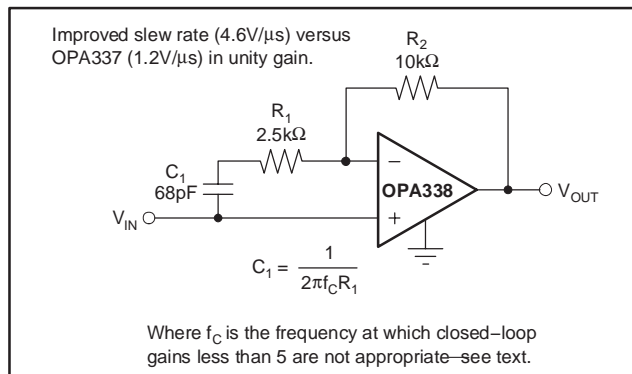 Improved slew rate (4.6V/μs) versus
OPA337 (1.2V/μs) in unity gain.
R2
10kΩ
R1
2.5kΩ
C1
68pF
VIN
−
+
OPA338
VOUT
C1 = 1 / 2πfCR1
Where fC is the frequency at which closed−loop
gains less than 5 are not appropriate—see text.